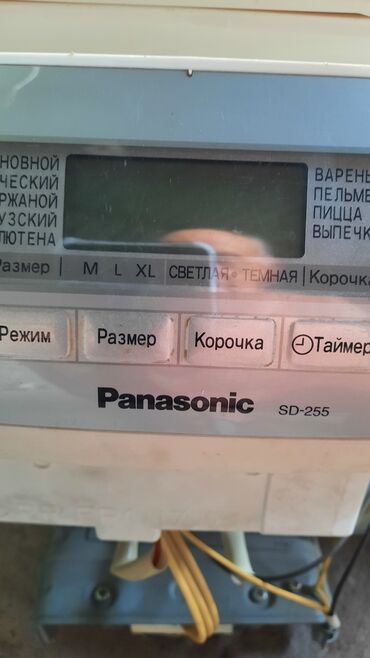 НОВНОЙ
ЧЕСКИЙ
РЖАНОЙ
УЗСКИЙ
ЛЮТЕНА
ВАРЕНЬ
ПЕЛЬМЕ
ПИЦЦА
ВЫПЕЧК
Размер | M L XL | СВЕТЛАЯ • ТЕМНАЯ | Корочка
Режим
Размер
Корочка
Таймер
Panasonic SD-255